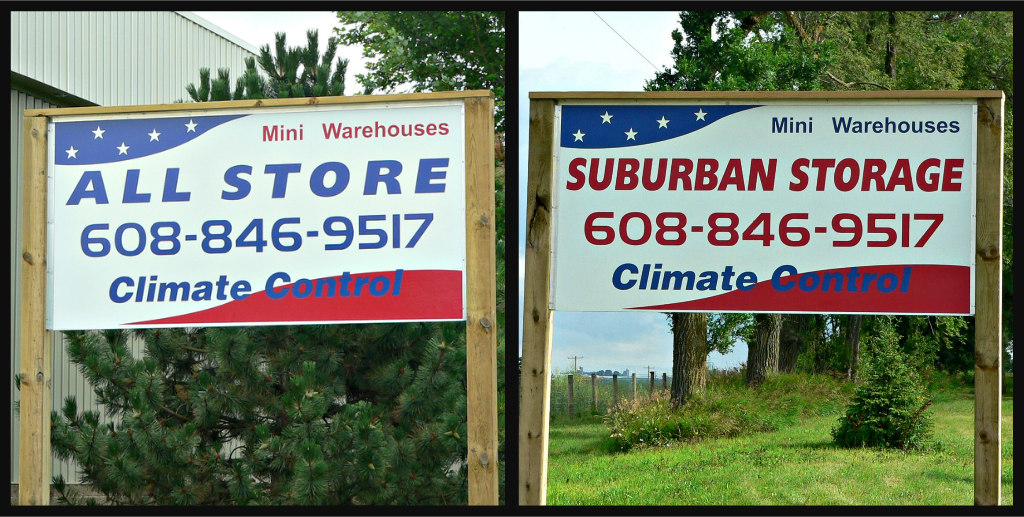 Mini Warehouses
ALL STORE
608-846-9517
Climate Control
Mini Warehouses
SUBURBAN STORAGE
608-846-9517
Climate Control